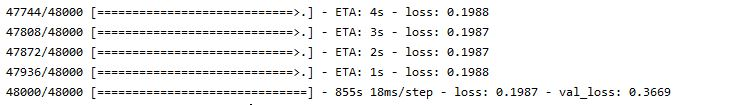 47744/48000 [============================>.] - ETA: 4s - loss: 0.1988
47808/48000 [============================>.] - ETA: 3s - loss: 0.1987
47872/48000 [============================>.] - ETA: 2s - loss: 0.1987
47936/48000 [============================>.] - ETA: 1s - loss: 0.1988
48000/48000 [==============================] - 855s 18ms/step - loss: 0.1987 - val_loss: 0.3669